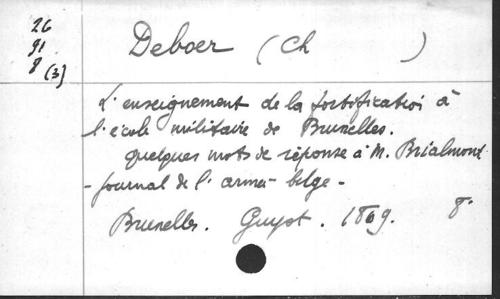 26
91
8 (3)
Deboer (Ch )
L'enseignement de la fortification à
l'école militaire de Bruxelles.
quelques mots de réponse à M. Brialmont
- Journal de l'armée belge -
Bruxelles. Guyot. 1869. 8°